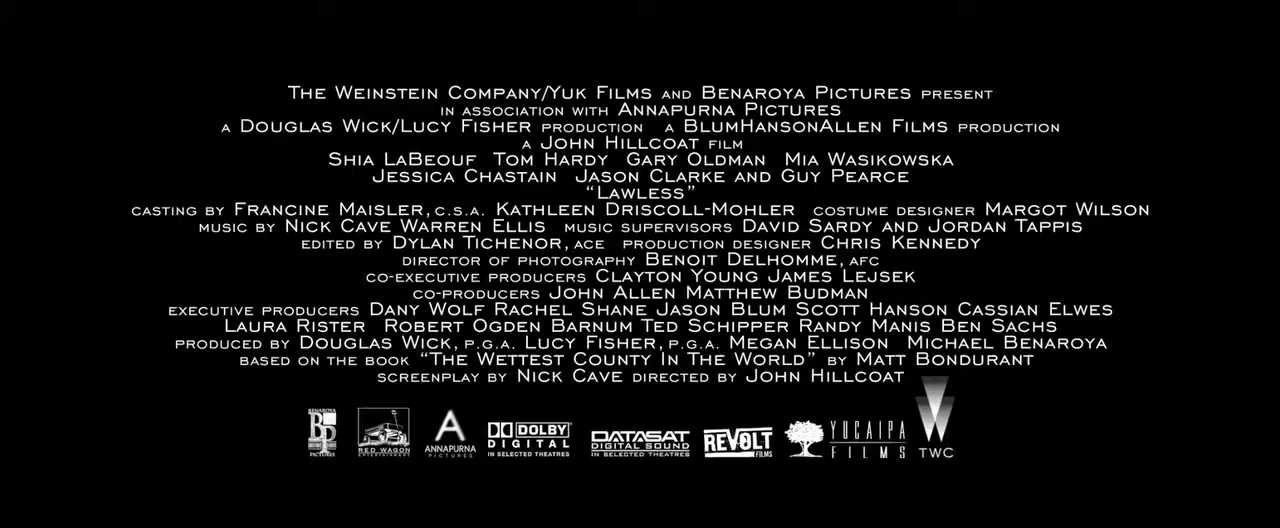 The Weinstein Company/Yuk Films and Benaroya Pictures present
in association with Annapurna Pictures
a Douglas Wick/Lucy Fisher production a BlumHansonAllen Films production
a John Hillcoat film
Shia LaBeouf Tom Hardy Gary Oldman Mia Wasikowska
Jessica Chastain Jason Clarke and Guy Pearce
“Lawless”
casting by Francine Maisler, c.s.a. Kathleen Driscoll-Mohler costume designer Margot Wilson
music by Nick Cave Warren Ellis music supervisors David Sardy and Jordan Tappis
edited by Dylan Tichenor, ace production designer Chris Kennedy
director of photography Benoit Delhomme, afc
co-executive producers Clayton Young James Lejsek
co-producers John Allen Matthew Budman
executive producers Dany Wolf Rachel Shane Jason Blum Scott Hanson Cassian Elwes
Laura Rister Robert Ogden Barnum Ted Schipper Randy Manis Ben Sachs
produced by Douglas Wick, p.g.a. Lucy Fisher, p.g.a. Megan Ellison Michael Benaroya
based on the book “The Wettest County In The World” by Matt Bondurant
screenplay by Nick Cave directed by John Hillcoat
BENAROYA
BP
PICTURES
RED WAGON
ENTERTAINMENT
A
ANNAPURNA
PICTURES
DOLBY
DIGITAL
IN SELECTED THEATRES
DATASAT
DIGITAL SOUND
IN SELECTED THEATRES
REVOLT
FILMS
YUCAIPA
FILMS
TWC